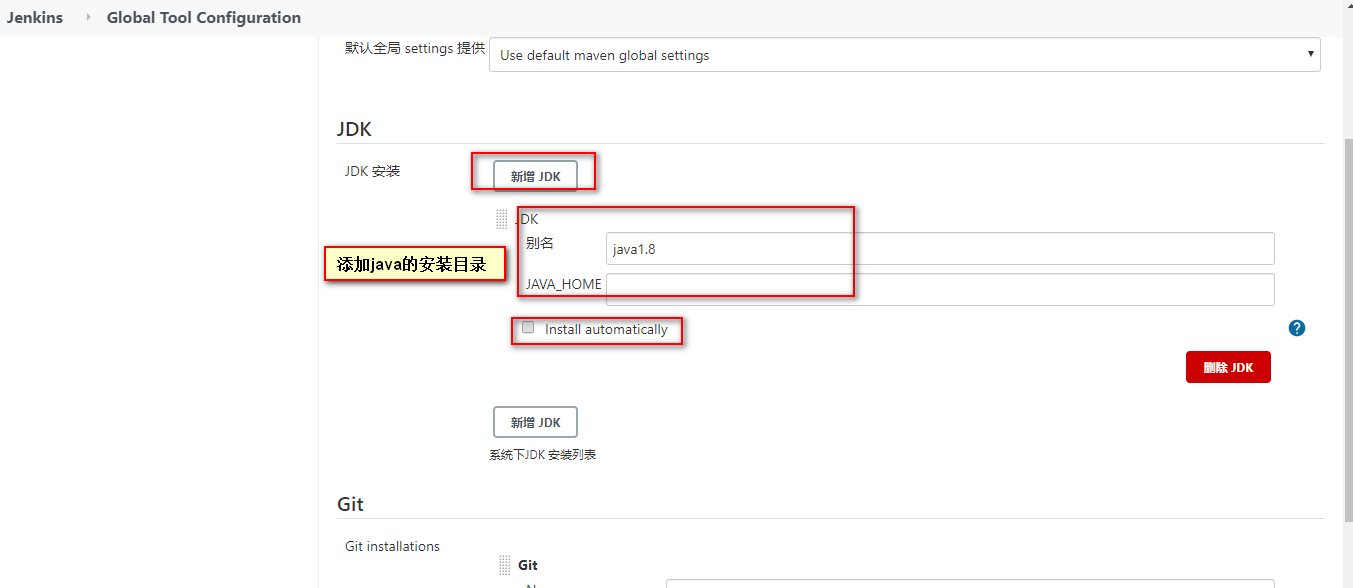 Jenkins Global Tool Configuration
默认全局 settings 提供 Use default maven global settings
JDK
JDK 安装 新增 JDK
JDK
别名 java1.8
添加java的安装目录
JAVA_HOME
Install automatically
删除 JDK
新增 JDK
系统下JDK 安装列表
Git
Git installations
Git